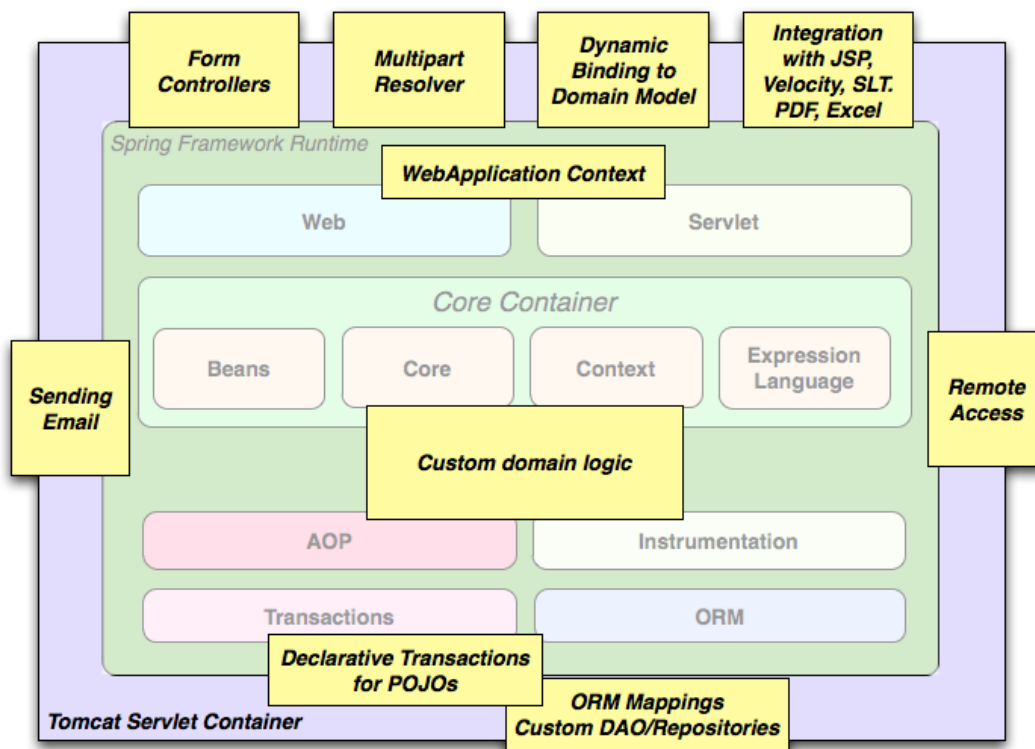 Form
Controllers
Multipart
Resolver
Dynamic
Binding to
Domain Model
Integration
with JSP,
Velocity, SLT.
PDF, Excel
Spring Framework Runtime
WebApplication Context
Web
Servlet
Core Container
Beans
Core
Context
Expression
Language
Sending
Email
Remote
Access
Custom domain logic
AOP
Instrumentation
Transactions
ORM
Declarative Transactions
for POJOs
ORM Mappings
Custom DAO/Repositories
Tomcat Servlet Container